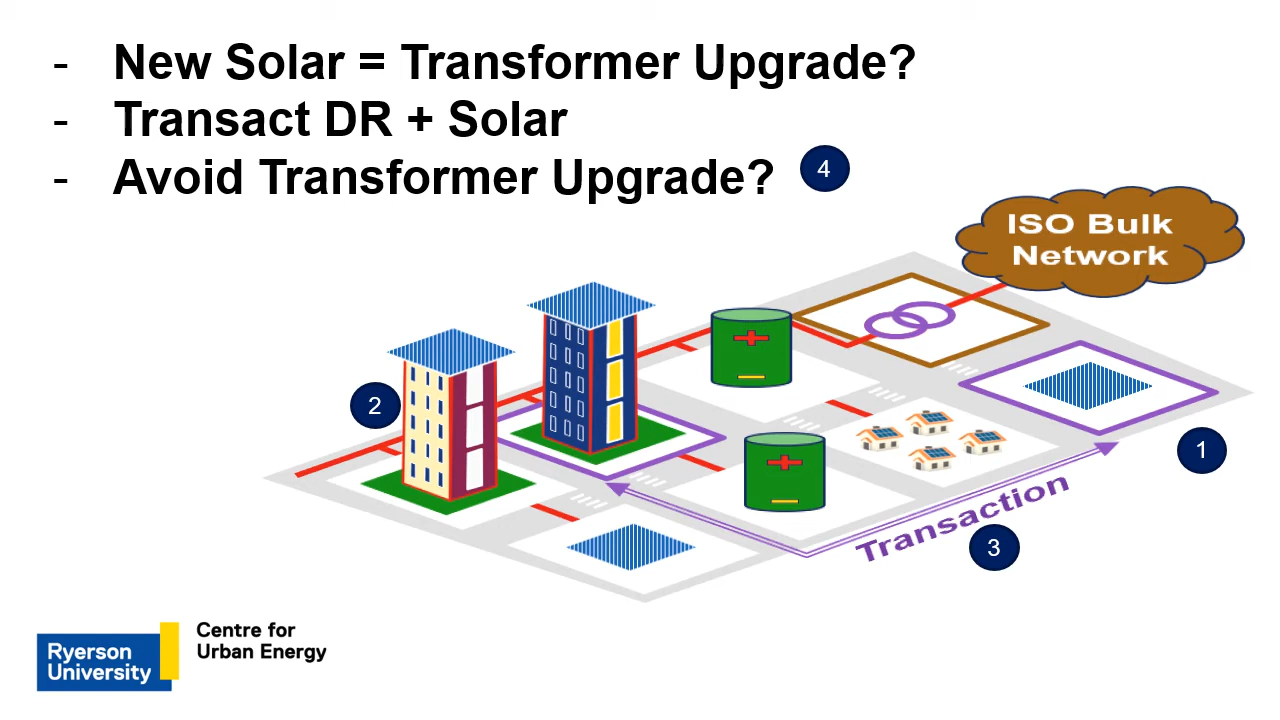 - New Solar = Transformer Upgrade?
- Transact DR + Solar
- Avoid Transformer Upgrade?
4
ISO Bulk
Network
2
1
Transaction
3
Ryerson
University
Centre for
Urban Energy